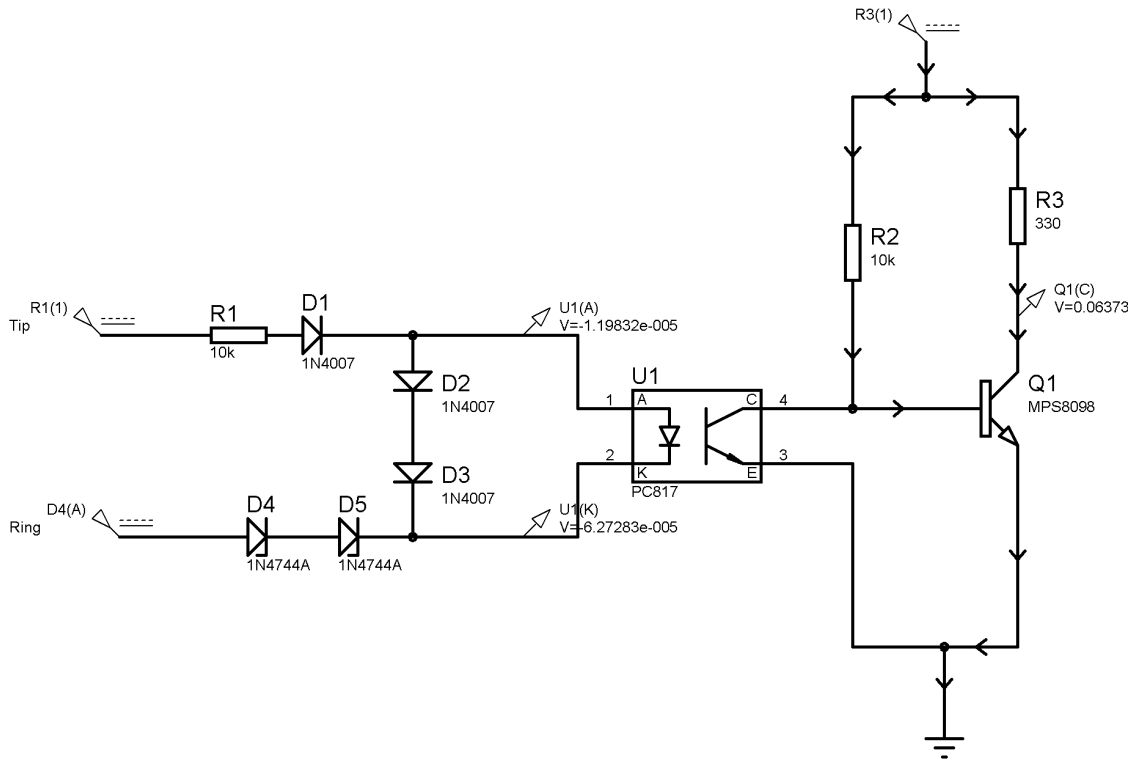 R3(1)
R3
330
R2
10k
Q1(C)
V=0.06373
R1(1)
Tip
R1
10k
D1
1N4007
U1(A)
V=-1.19832e-005
D2
1N4007
U1
1
A
C
4
Q1
MPS8098
2
K
E
3
PC817
D3
1N4007
D4(A)
Ring
D4
1N4744A
D5
1N4744A
U1(K)
V=-6.27283e-005